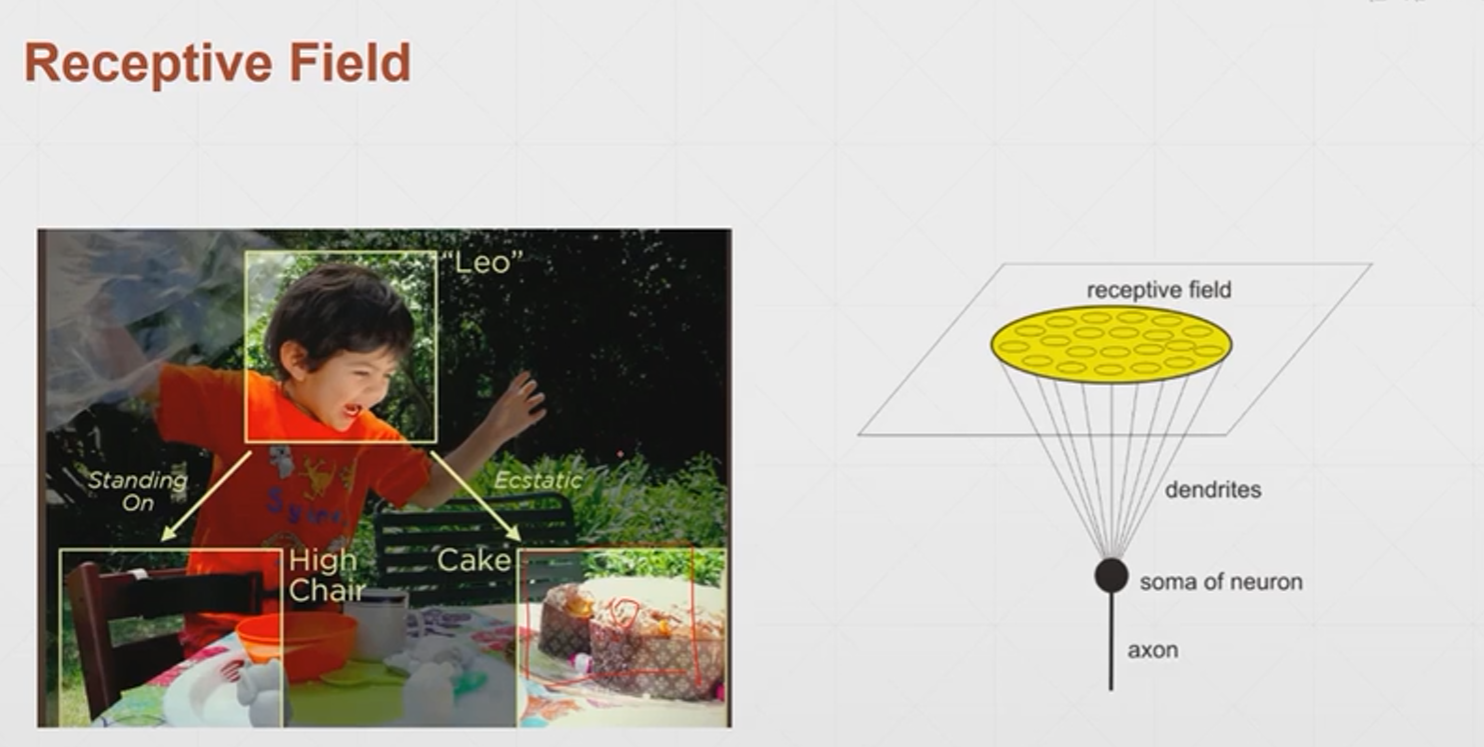 Receptive Field
“Leo”
Standing
On
Ecstatic
High
Chair
Cake
receptive field
dendrites
soma of neuron
axon